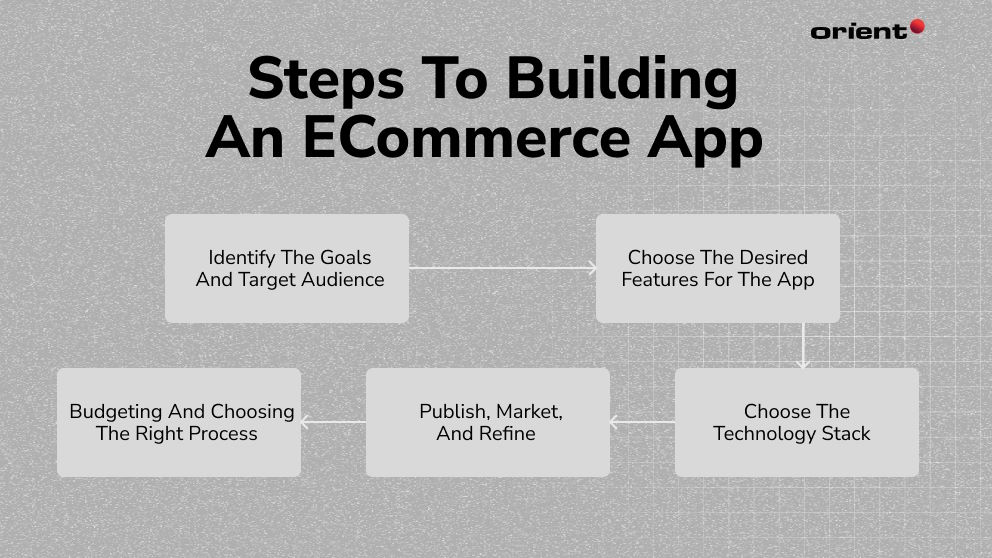 orient
Steps To Building
An ECommerce App
Identify The Goals
And Target Audience
Choose The Desired
Features For The App
Budgeting And Choosing
The Right Process
Publish, Market,
And Refine
Choose The
Technology Stack